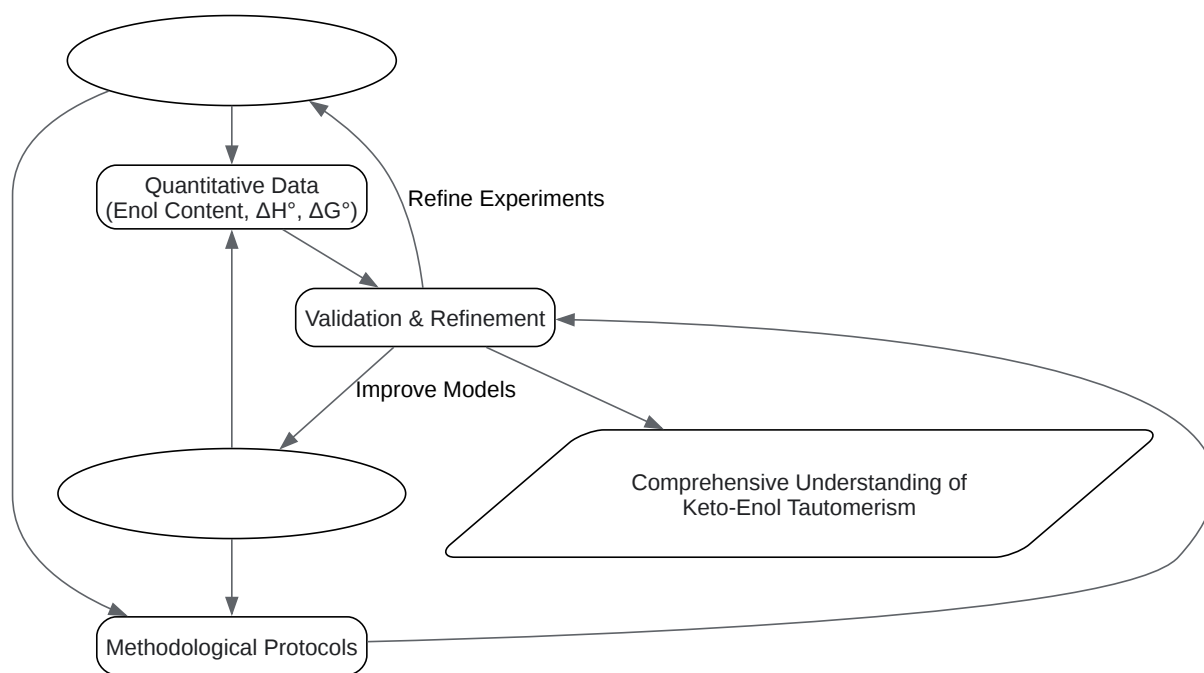 Quantitative Data
(Enol Content, ΔH°, ΔG°)
Refine Experiments
Validation & Refinement
Improve Models
Comprehensive Understanding of
Keto-Enol Tautomerism
Methodological Protocols